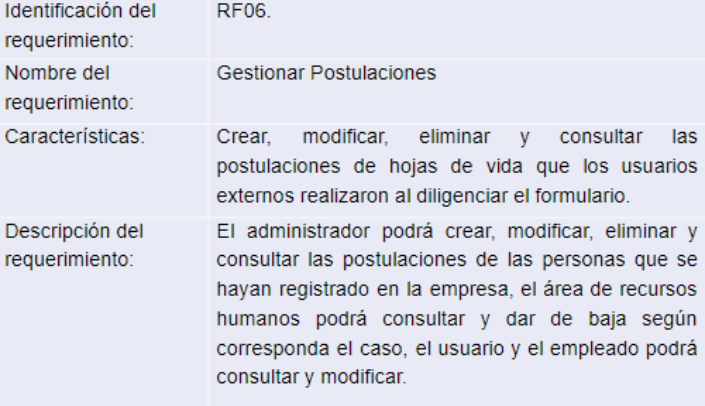 Identificación del
requerimiento:
RF06.
Nombre del
requerimiento:
Gestionar Postulaciones
Características:
Crear, modificar, eliminar y consultar las
postulaciones de hojas de vida que los usuarios
externos realizaron al diligenciar el formulario.
Descripción del
requerimiento:
El administrador podrá crear, modificar, eliminar y
consultar las postulaciones de las personas que se
hayan registrado en la empresa, el área de recursos
humanos podrá consultar y dar de baja según
corresponda el caso, el usuario y el empleado podrá
consultar y modificar.